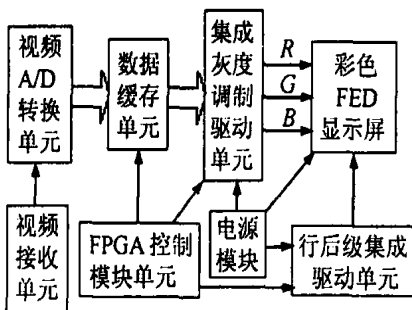 视频
A/D
转换
单元
数据
缓存
单元
集成
灰度
调制
驱动
单元
R
G
B
彩色
FED
显示屏
视频
接收
单元
FPGA 控制
模块单元
电源
模块
行后级集成
驱动单元